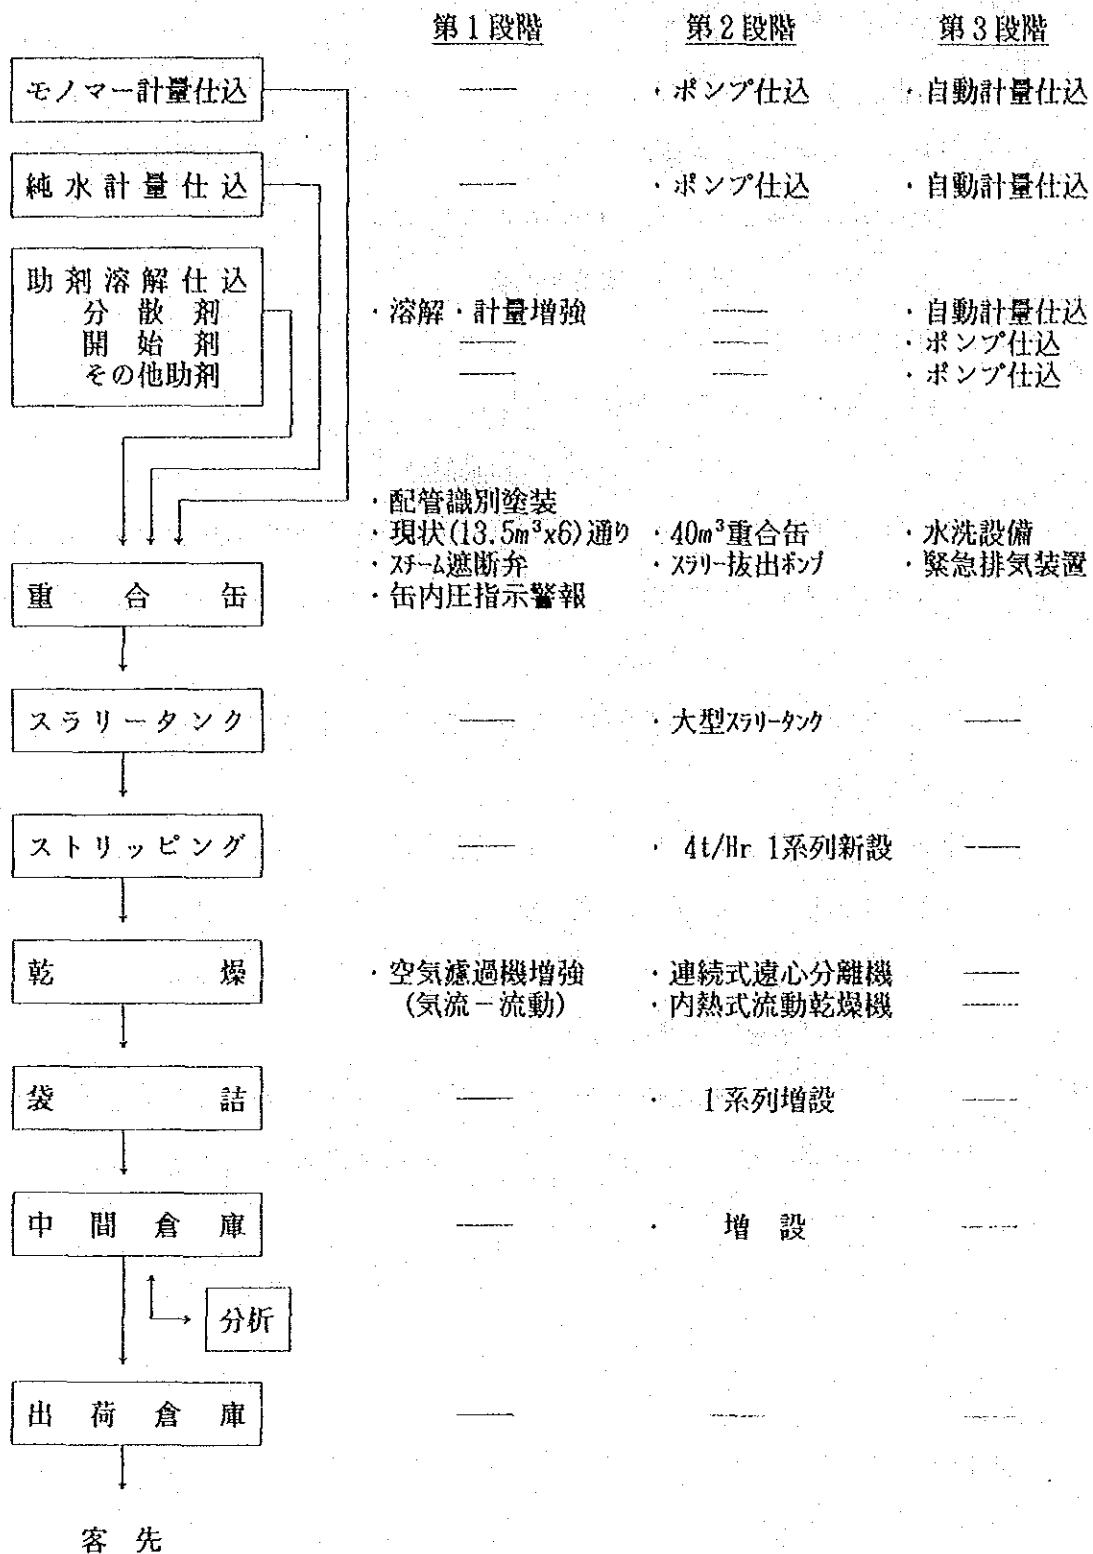 第1段階 第2段階 第3段階
モノマー計量仕込 ―― ・ポンプ仕込 ・自動計量仕込
純水計量仕込 ―― ・ポンプ仕込 ・自動計量仕込
助剤溶解仕込
分散剤 ・溶解・計量増強 ―― ・自動計量仕込
開始剤 ―― ―― ・ポンプ仕込
その他助剤 ―― ―― ・ポンプ仕込
・配管識別塗装
・現状(13.5m³x6)通り ・40m³重合缶 ・水洗設備
・スチーム遮断弁 ・スラリー抜出ポンプ ・緊急排気装置
重合缶 ・缶内圧指示警報
スラリータンク ―― ・大型スラリータンク ――
ストリッピング ―― ・4t/Hr 1系列新設 ――
乾燥 ・空気濾過機増強 ・連続式遠心分離機 ――
(気流－流動) ・内熱式流動乾燥機 ――
袋詰 ―― ・1系列増設 ――
中間倉庫 ―― ・増設 ――
分析
出荷倉庫 ―― ―― ――
客先